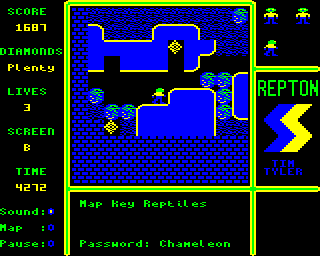 SCORE
1687
DIAMONDS
Plenty
LIVES
3
SCREEN
B
TIME
4272
Sound:
Map :
Pause:
REPTON
TIM
TYLER
Map Key Reptiles
Password: Chameleon